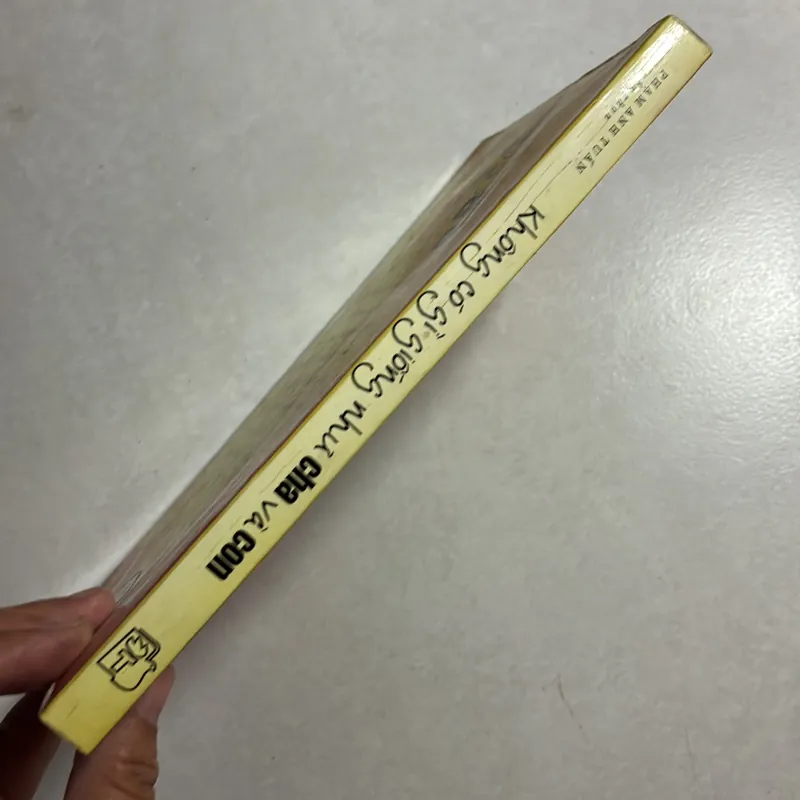 PHẠM ANH TUẤN
Không có gì giống như cha và con